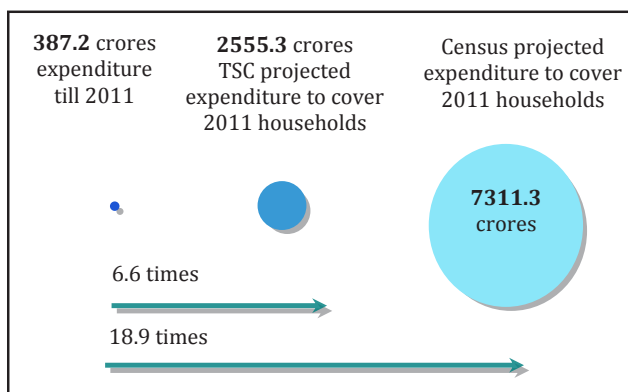 387.2 crores
expenditure
till 2011
2555.3 crores
TSC projected
expenditure to cover
2011 households
Census projected
expenditure to cover
2011 households
7311.3
crores
6.6 times
18.9 times